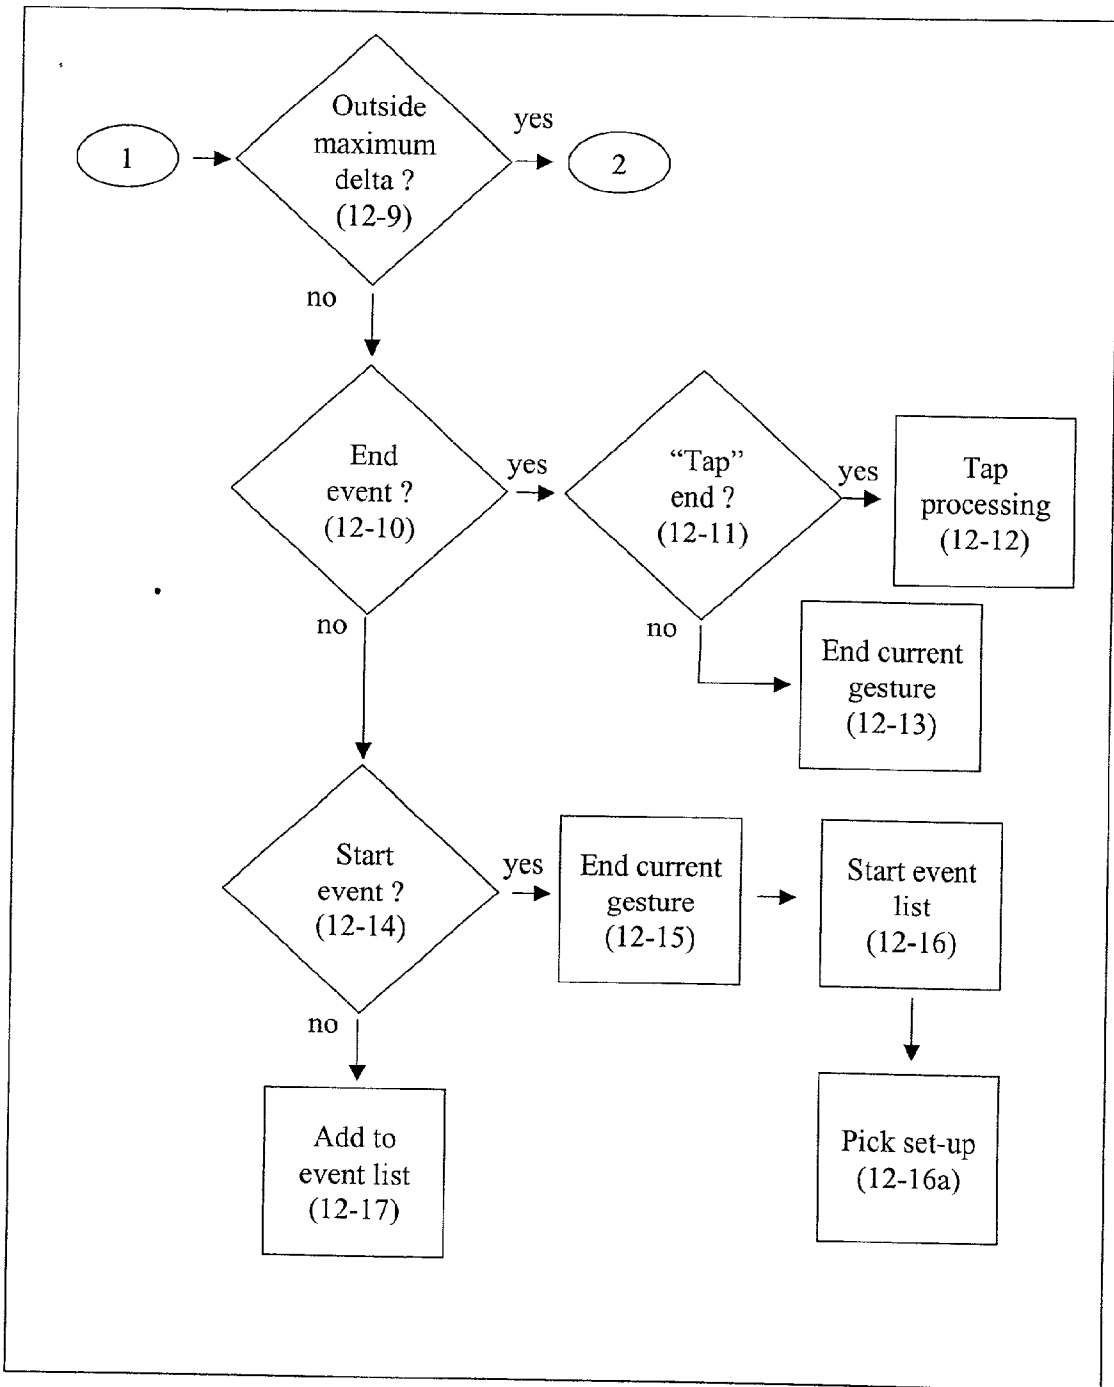 1
Outside
maximum
delta ?
(12-9)
yes
2
no
End
event ?
(12-10)
yes
“Tap”
end ?
(12-11)
yes
Tap
processing
(12-12)
no
no
End current
gesture
(12-13)
Start
event ?
(12-14)
yes
End current
gesture
(12-15)
Start event
list
(12-16)
no
Add to
event list
(12-17)
Pick set-up
(12-16a)